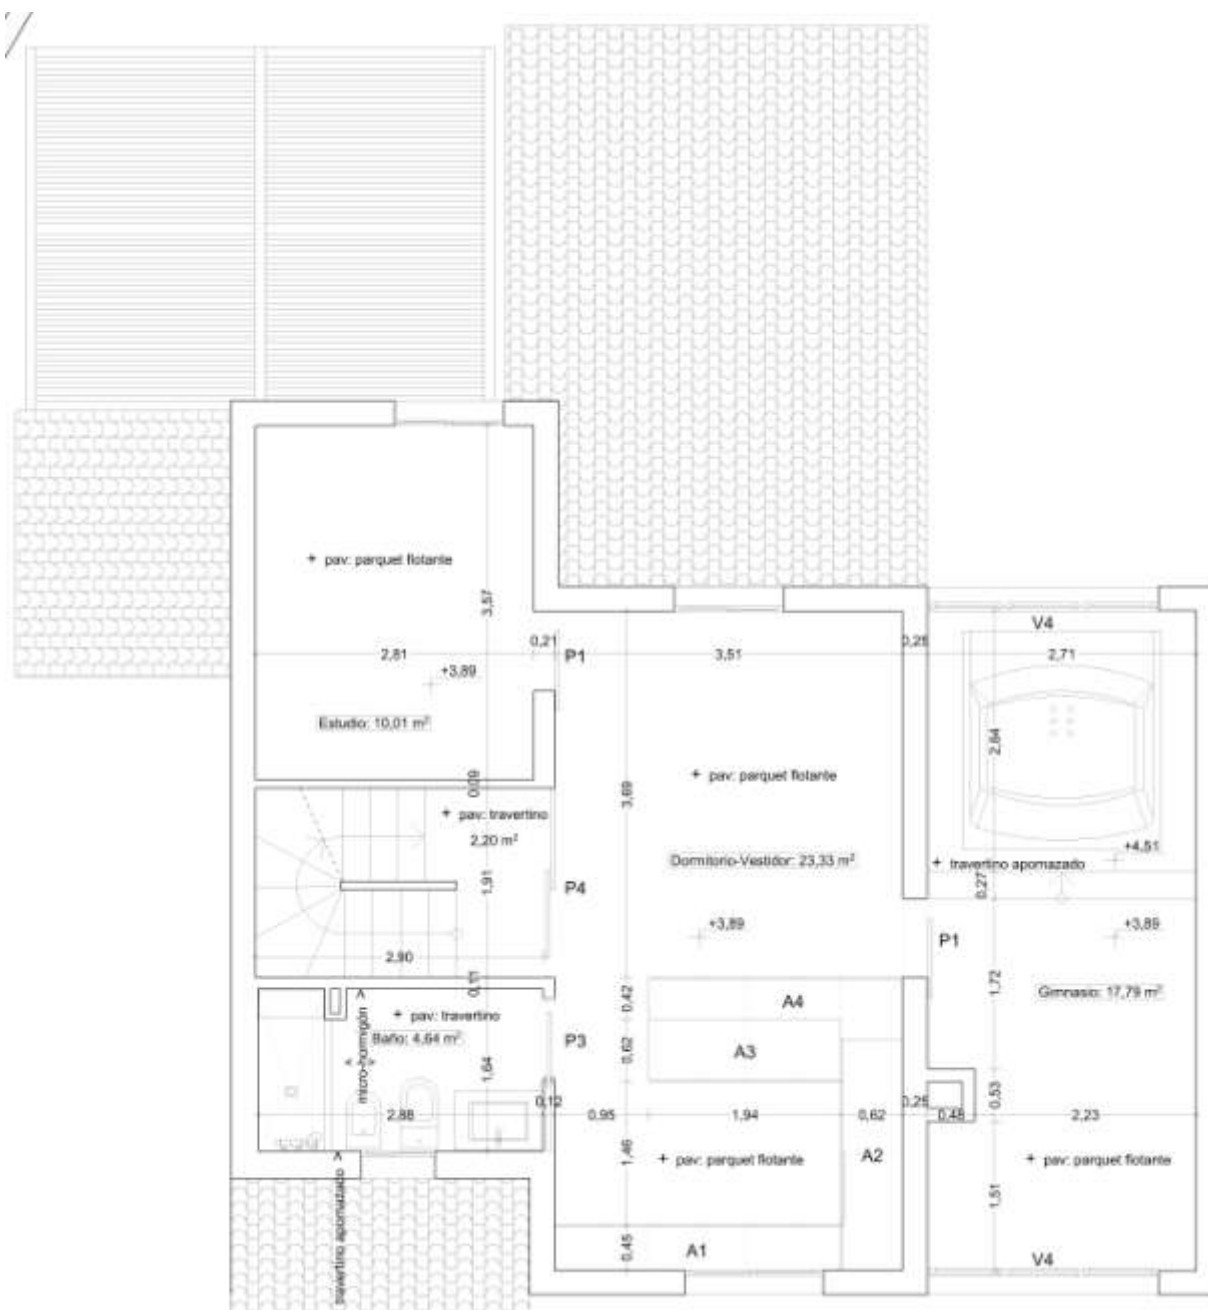 + pav: parquet flotante
3,57
V4
0,21
P1
0,25
2,81
3,51
2,71
+3,89
Estudio: 10,01 m²
2,64
0,09
3,69
+ pav: parquet flotante
+ pav: travertino
2,20 m²
+4,51
Dormitorio-Vestidor: 23,33 m²
+ travertino apomazado
1,91
P4
0,27
+3,89
+3,89
P1
2,90
0,11
1,72
Gimnasio: 17,79 m²
0,42
A4
+ pav: travertino
Baño: 4,64 m²
micro-hormigón
P3
0,62
A3
1,64
0,12
0,95
1,94
0,62
0,25
0,48
0,53
2,23
2,88
1,46
+ pav: parquet flotante
A2
+ pav: parquet flotante
travertino apomazado
1,51
0,45
A1
V4